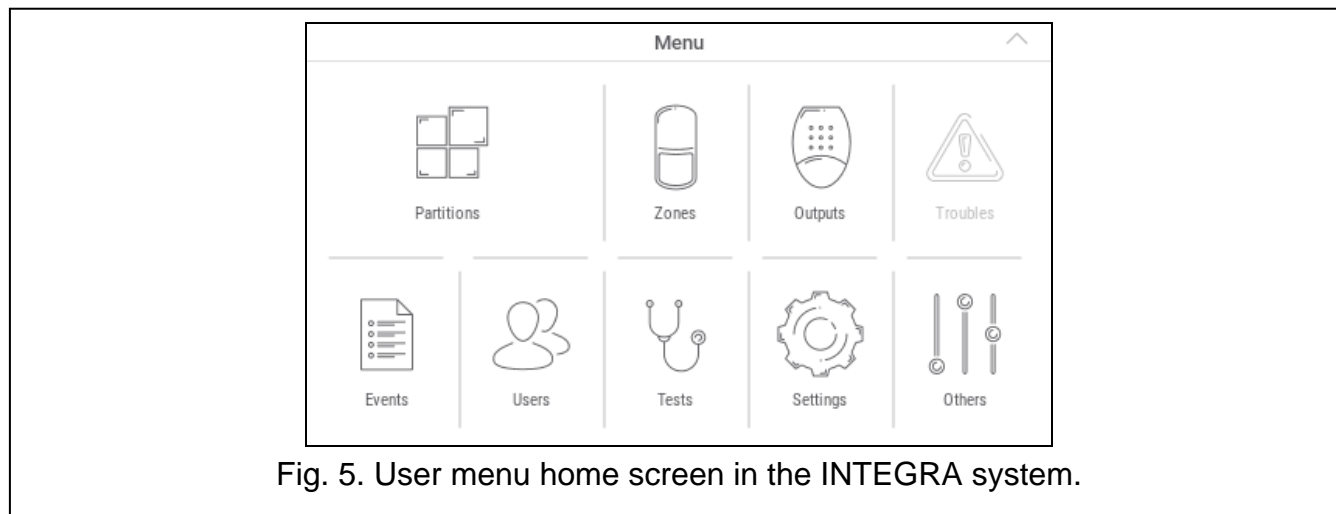 Menu
Partitions
Zones
Outputs
Troubles
Events
Users
Tests
Settings
Others
Fig. 5. User menu home screen in the INTEGRA system.